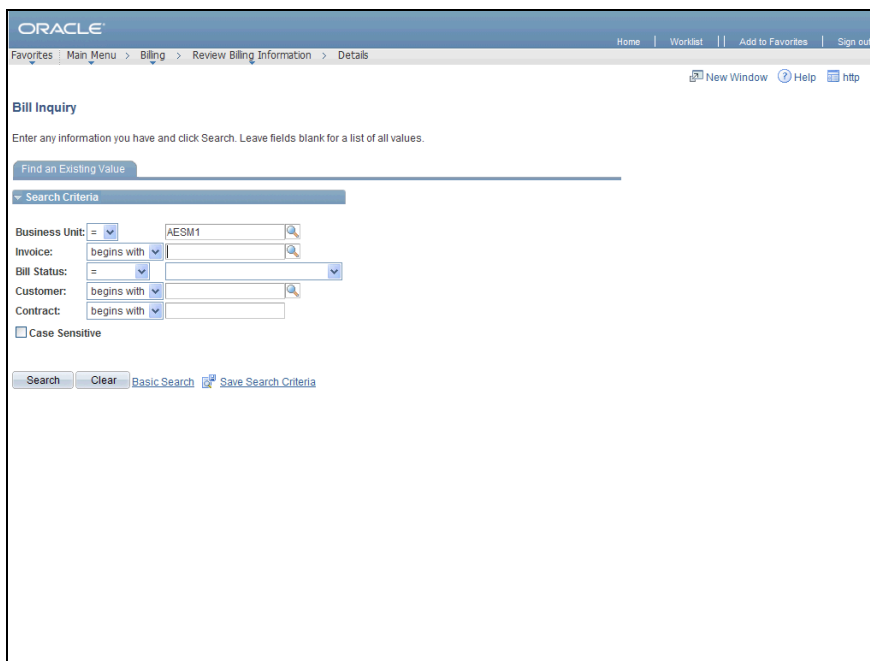 ORACLE
Home | Worklist || Add to Favorites | Sign out
Favorites | Main Menu > Billing > Review Billing Information > Details
New Window ? Help http
Bill Inquiry
Enter any information you have and click Search. Leave fields blank for a list of all values.
Find an Existing Value
Search Criteria
Business Unit: = AESM1
Invoice: begins with
Bill Status: =
Customer: begins with
Contract: begins with
Case Sensitive
Search Clear Basic Search Save Search Criteria